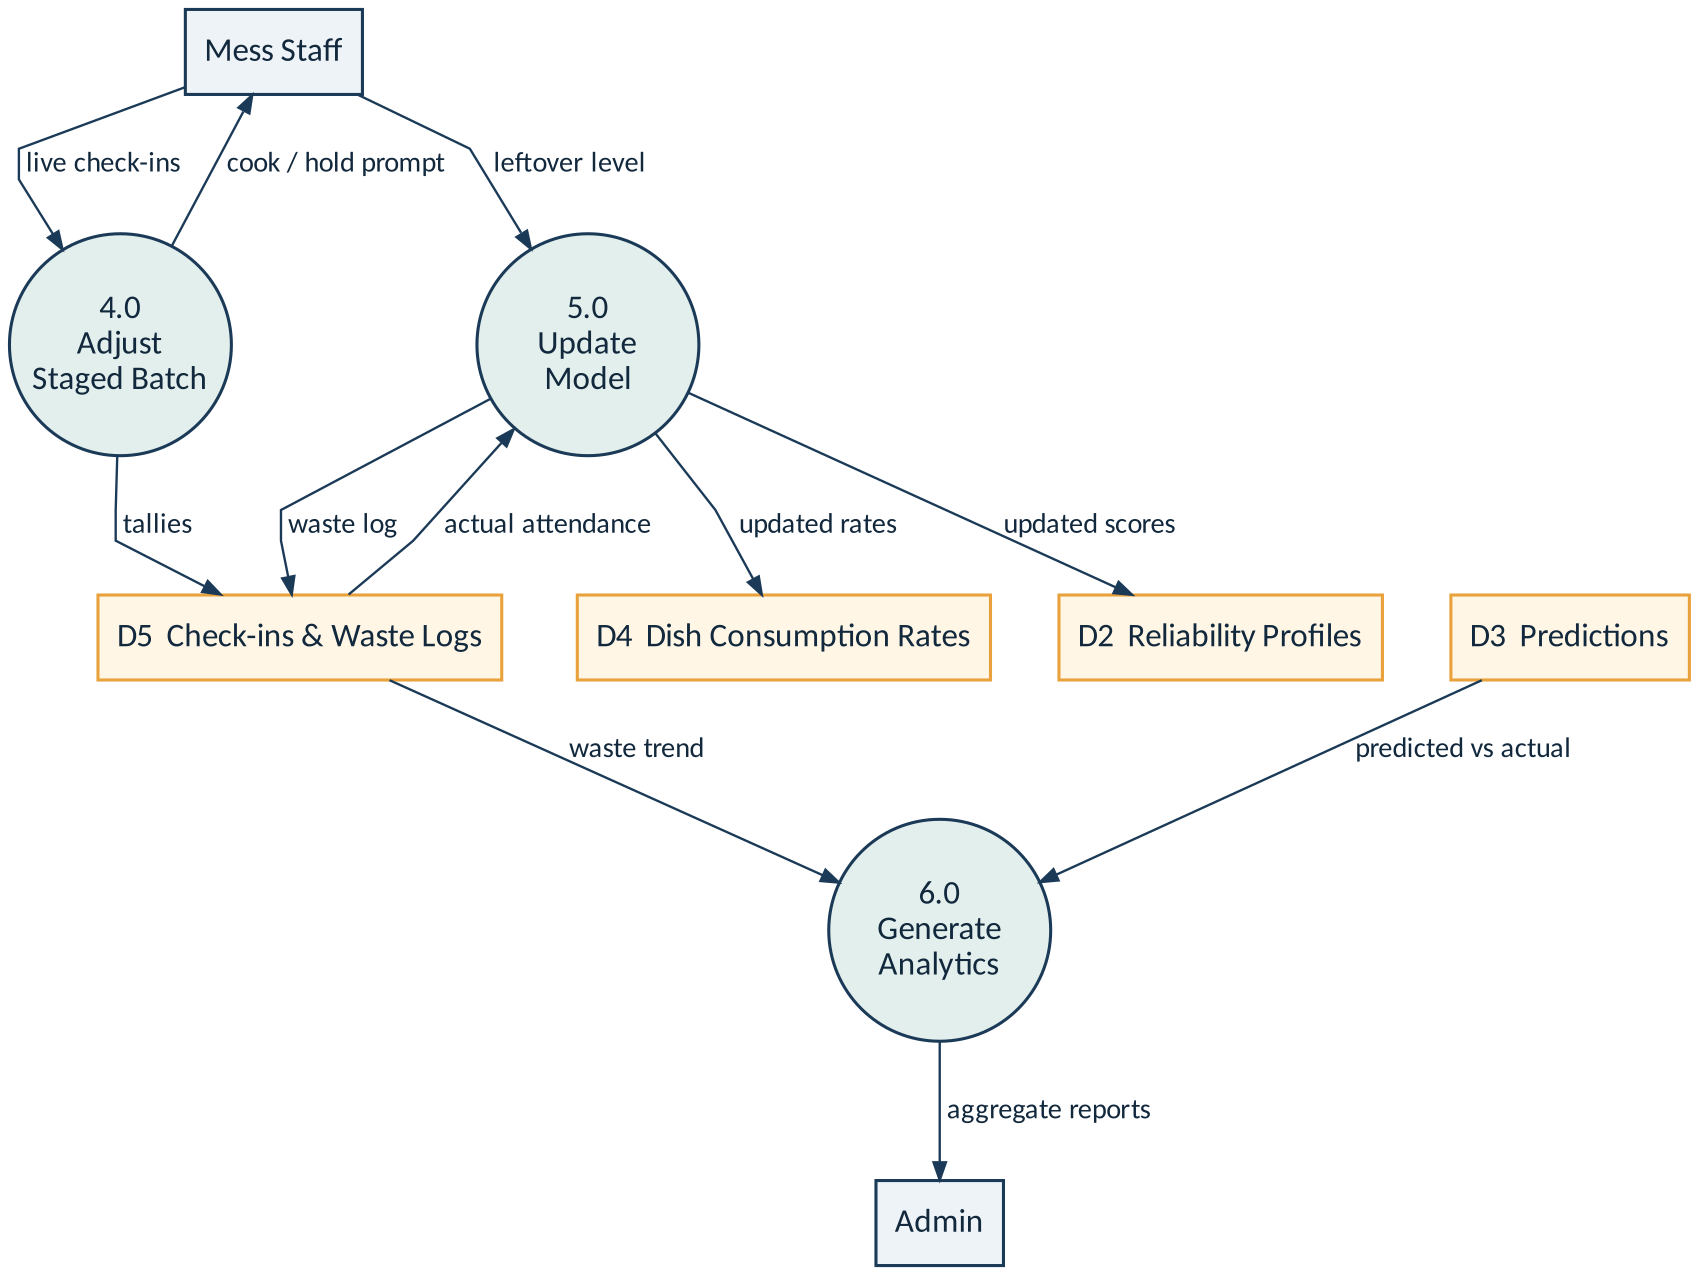 Mess Staff
live check-ins
cook / hold prompt
leftover level
4.0
Adjust
Staged Batch
5.0
Update
Model
tallies
waste log
actual attendance
updated rates
updated scores
D5 Check-ins & Waste Logs
D4 Dish Consumption Rates
D2 Reliability Profiles
D3 Predictions
waste trend
predicted vs actual
6.0
Generate
Analytics
aggregate reports
Admin